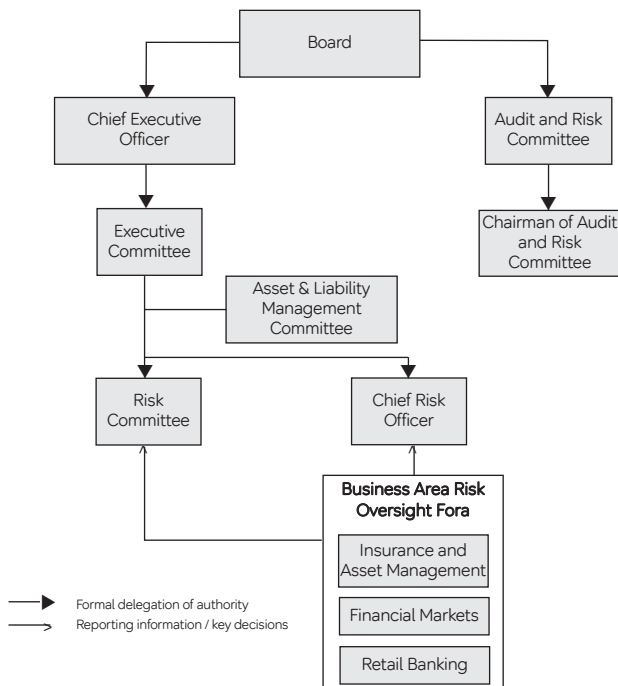 Board
Chief Executive
Officer
Audit and Risk
Committee
Executive
Committee
Chairman of Audit
and Risk
Committee
Asset & Liability
Management
Committee
Risk
Committee
Chief Risk
Officer
Business Area Risk
Oversight Fora
Insurance and
Asset Management
Financial Markets
Retail Banking
Formal delegation of authority
Reporting information / key decisions